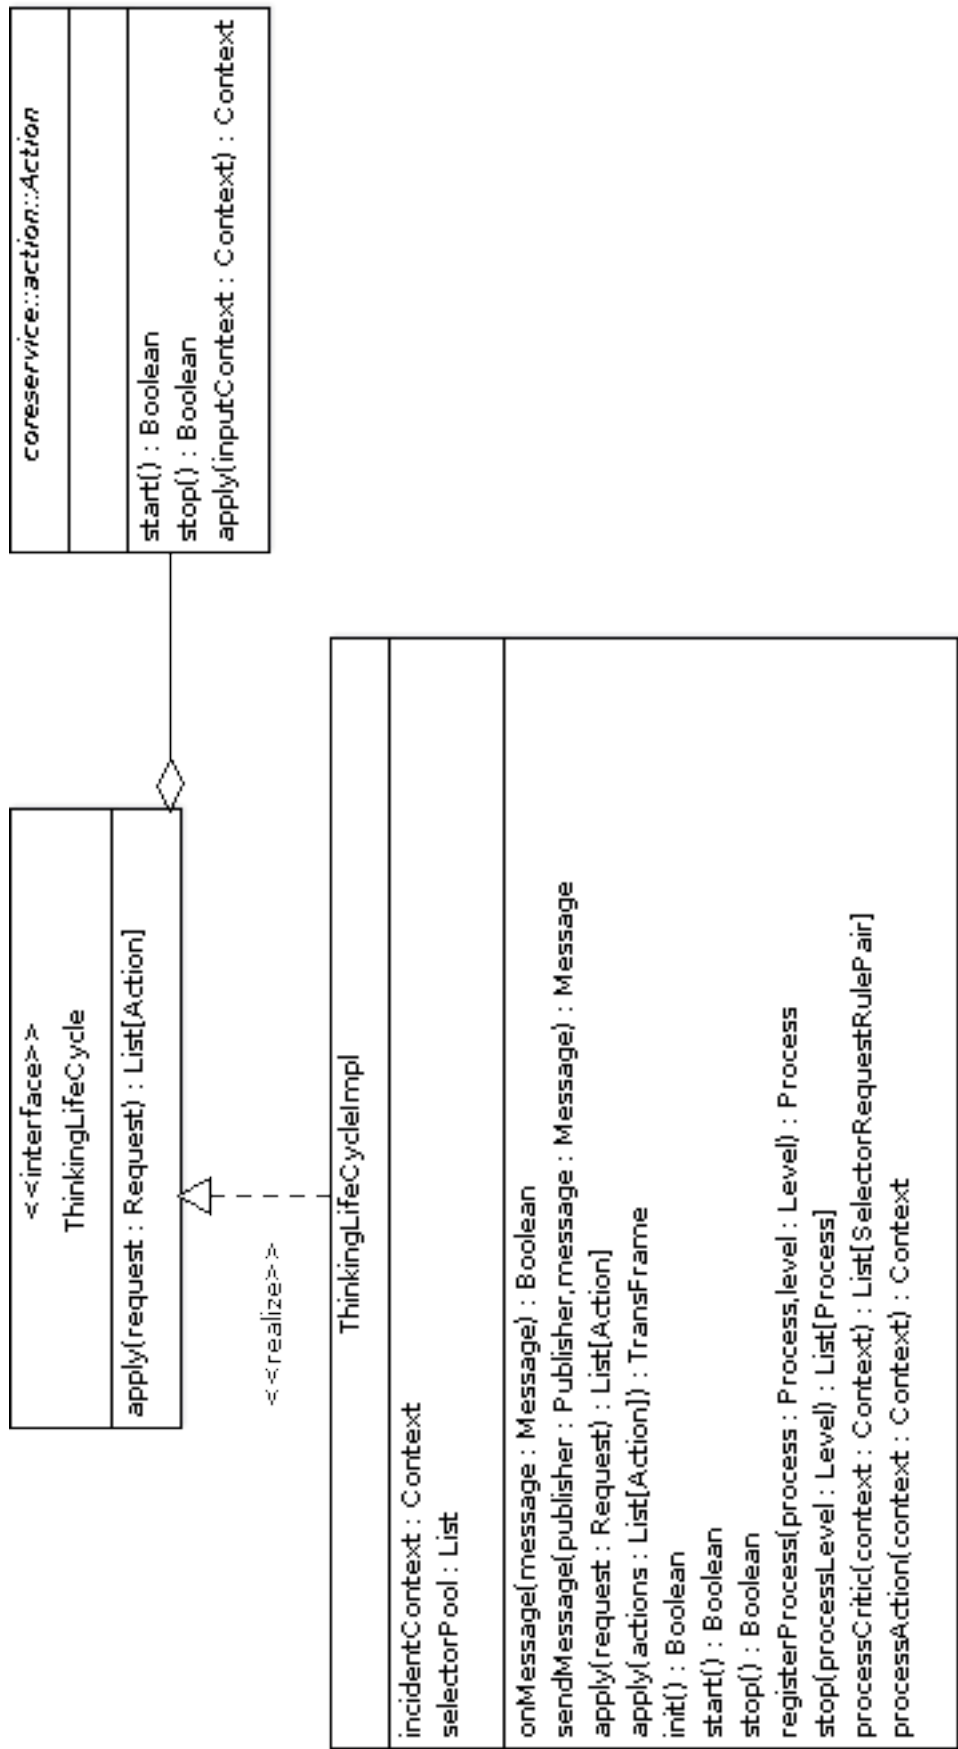 <<interface>>
ThinkingLifeCycle
apply(request : Request) : List[Action]
coreservice::action::Action
start() : Boolean
stop() : Boolean
apply(inputContext : Context) : Context
<<realize>>
ThinkingLifeCycleImpl
incidentContext : Context
selectorPool : List
onMessage(message : Message) : Boolean
sendMessage(publisher : Publisher,message : Message) : Message
apply(request : Request) : List[Action]
apply(actions : List[Action]) : TransFrame
init() : Boolean
start() : Boolean
stop() : Boolean
registerProcess(process : Process,level : Level) : Process
stop(processLevel : Level) : List[Process]
processCritic(context : Context) : List[SelectorRequestRulePair]
processAction(context : Context) : Context